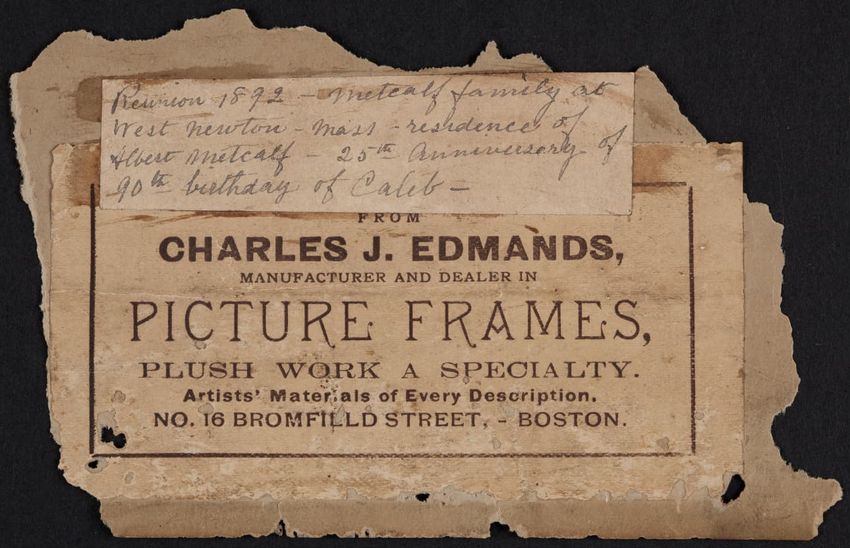 Reunion 1892 - Metcalf family at
West Newton - Mass - residence of
Albert Metcalf - 25th Anniversary of
90th birthday of Caleb -
FROM
CHARLES J. EDMANDS,
MANUFACTURER AND DEALER IN
PICTURE FRAMES,
PLUSH WORK A SPECIALTY.
Artists' Materials of Every Description.
NO. 16 BROMFILLD STREET, - BOSTON.